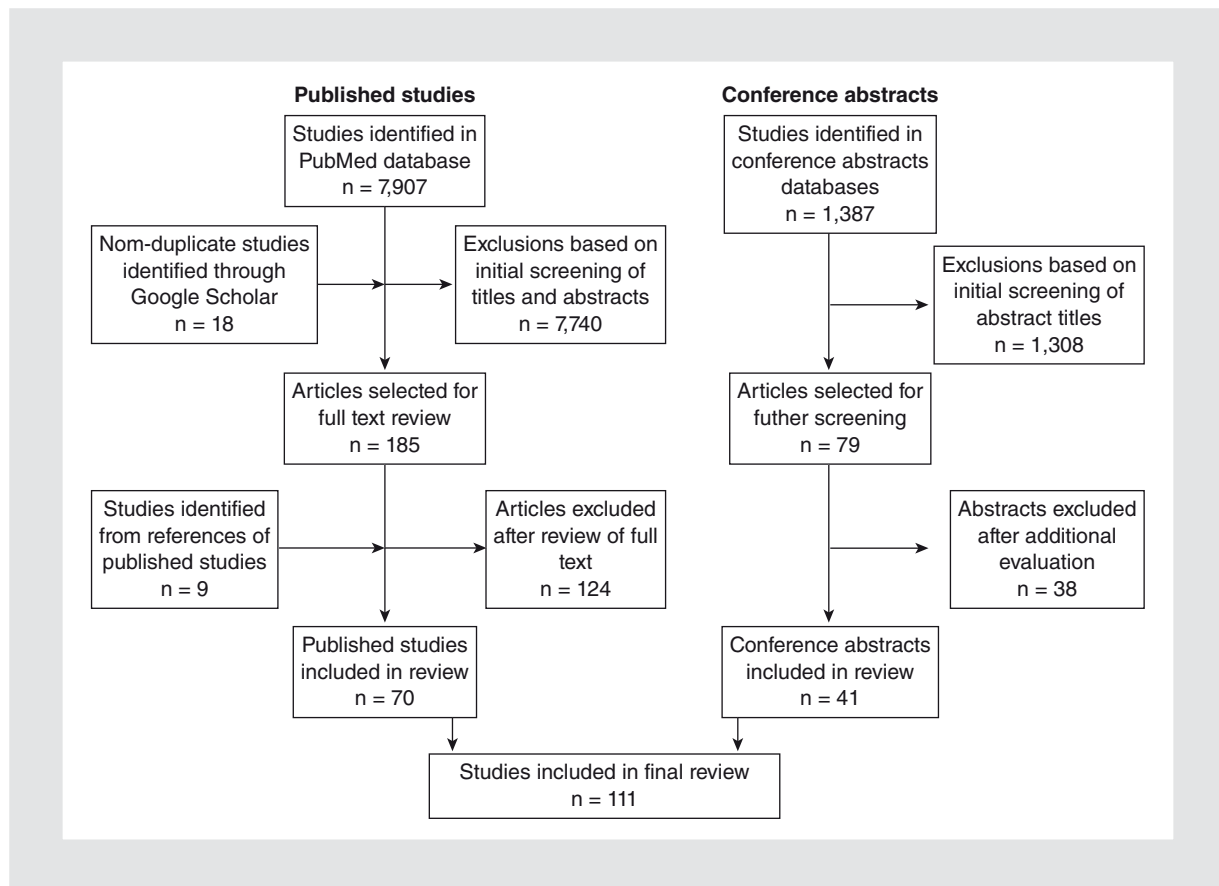 Published studies
Studies identified in
PubMed database
n = 7,907
Nom-duplicate studies
identified through
Google Scholar
n = 18
Exclusions based on
initial screening of
titles and abstracts
n = 7,740
Articles selected for
full text review
n = 185
Studies identified
from references of
published studies
n = 9
Articles excluded
after review of full
text
n = 124
Published studies
included in review
n = 70
Conference abstracts
Studies identified in
conference abstracts
databases
n = 1,387
Exclusions based on
initial screening of
abstract titles
n = 1,308
Articles selected for
futher screening
n = 79
Abstracts excluded
after additional
evaluation
n = 38
Conference abstracts
included in review
n = 41
Studies included in final review
n = 111